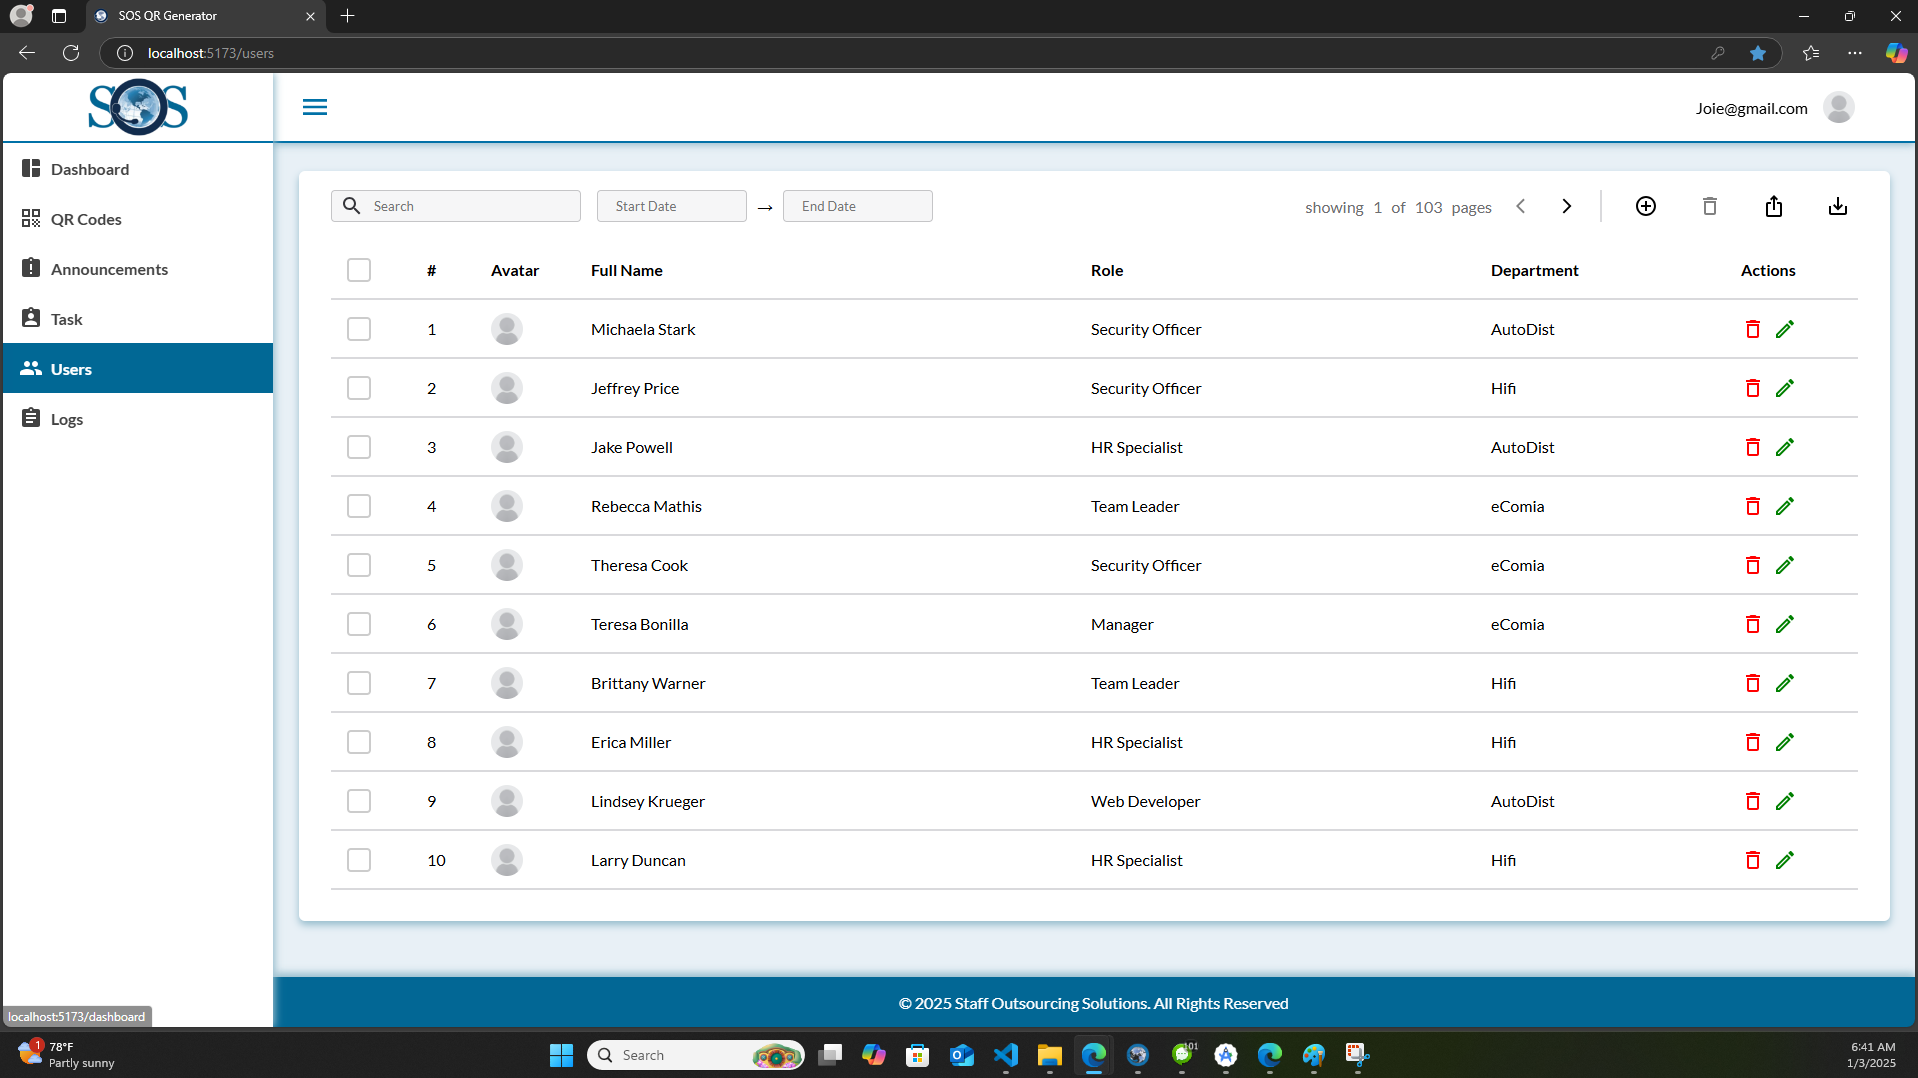 SOS QR Generator
localhost:5173/users
SOS
Joie@gmail.com
Dashboard
QR Codes
Announcements
Task
Users
Logs
Search Start Date → End Date showing 1 of 103 pages
# Avatar Full Name Role Department Actions
1 Michaela Stark Security Officer AutoDist
2 Jeffrey Price Security Officer Hifi
3 Jake Powell HR Specialist AutoDist
4 Rebecca Mathis Team Leader eComia
5 Theresa Cook Security Officer eComia
6 Teresa Bonilla Manager eComia
7 Brittany Warner Team Leader Hifi
8 Erica Miller HR Specialist Hifi
9 Lindsey Krueger Web Developer AutoDist
10 Larry Duncan HR Specialist Hifi
© 2025 Staff Outsourcing Solutions. All Rights Reserved
localhost:5173/dashboard
1 78°F
Partly sunny
Search
101
6:41 AM
1/3/2025